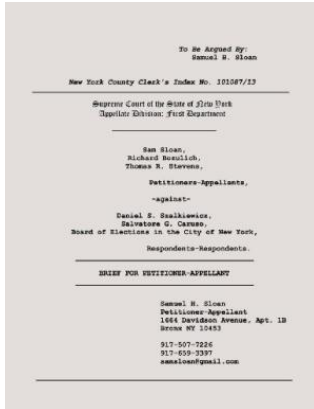 To Be Argued By:
Samuel H. Sloan
New York County Clerk's Index No. 101087/13
Supreme Court of the State of New York
Appellate Division: First Department
Sam Sloan,
Richard Bozulich,
Thomas R. Stevens,
Petitioners-Appellants,
-against-
Daniel S. Szalkiewicz,
Salvatore G. Caruso,
Board of Elections in the City of New York,
Respondents-Respondents.
BRIEF FOR PETITIONER-APPELLANT
Samuel H. Sloan
Petitioner-Appellant
1664 Davidson Avenue, Apt. 1B
Bronx NY 10453
917-507-7226
917-659-3397
samsloan@gmail.com